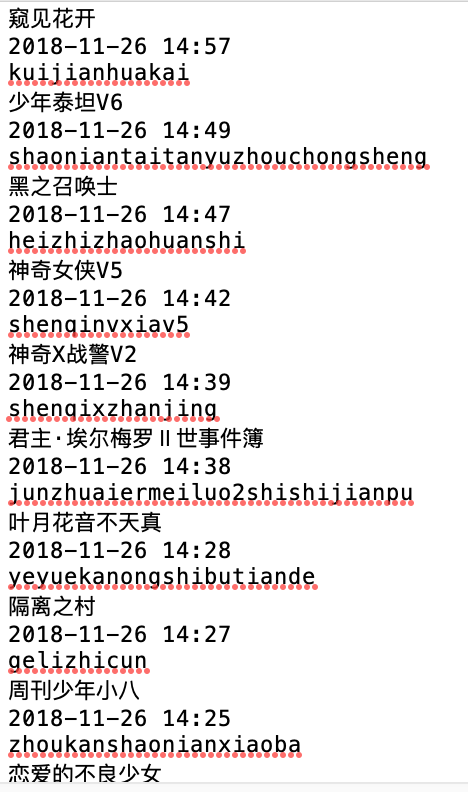 窥见花开
2018-11-26 14:57
kuijianhuakai
少年泰坦V6
2018-11-26 14:49
shaoniantaitanyuzhouchongsheng
黑之召唤士
2018-11-26 14:47
heizhizhaohuanshi
神奇女侠V5
2018-11-26 14:42
shenqinvxiav5
神奇X战警V2
2018-11-26 14:39
shenqixzhanjing
君主·埃尔梅罗Ⅱ世事件簿
2018-11-26 14:38
junzhuaiermeiluo2shishijianpu
叶月花音不天真
2018-11-26 14:28
yeyuekanongshibutiande
隔离之村
2018-11-26 14:27
gelizhicun
周刊少年小八
2018-11-26 14:25
zhoukanshaonianxiaoba
恋爱的不良少女